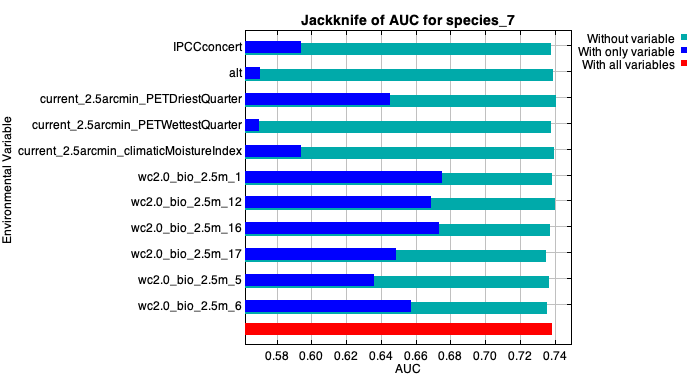 Jackknife of AUC for species_7
IPCCconcert
alt
current_2.5arcmin_PETDriestQuarter
current_2.5arcmin_PETWettestQuarter
current_2.5arcmin_climaticMoistureIndex
wc2.0_bio_2.5m_1
wc2.0_bio_2.5m_12
wc2.0_bio_2.5m_16
wc2.0_bio_2.5m_17
wc2.0_bio_2.5m_5
wc2.0_bio_2.5m_6
Environmental Variable
0.58 0.60 0.62 0.64 0.66 0.68 0.70 0.72 0.74
AUC
Without variable
With only variable
With all variables